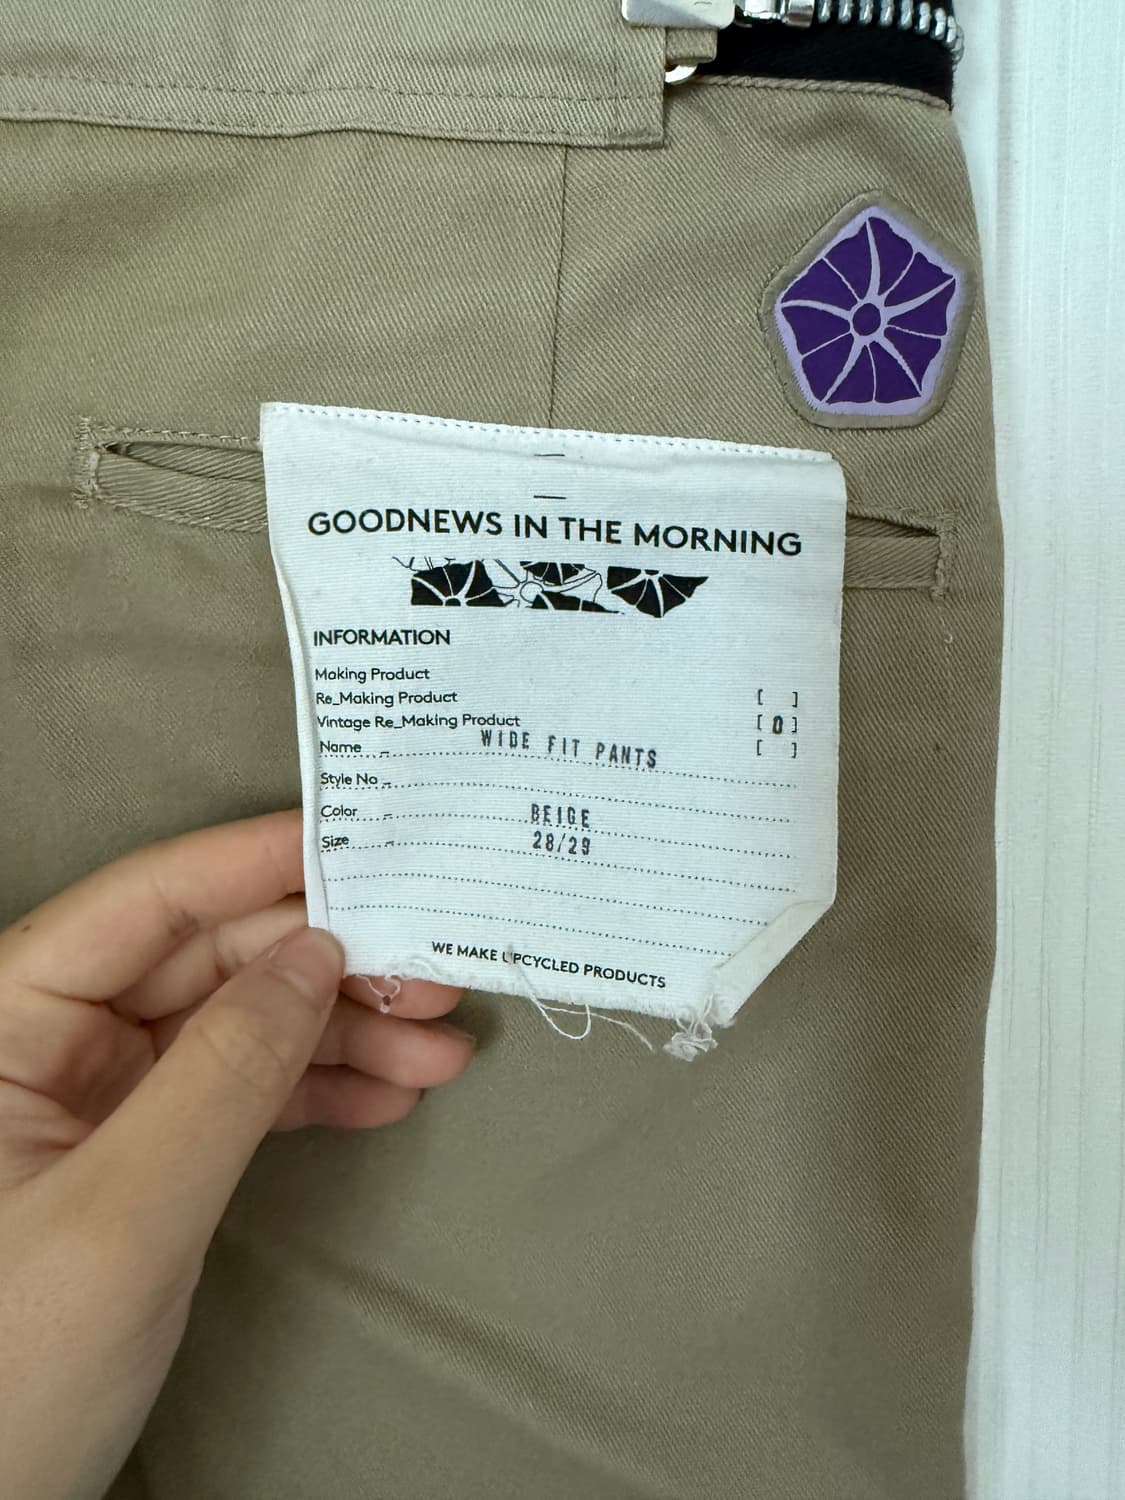 GOODNEWS IN THE MORNING
INFORMATION
Making Product [ ]
Re_Making Product [ 0 ]
Vintage Re_Making Product [ ]
Name - WIDE FIT PANTS
Style No -
Color - BEIGE
Size - 28/29
WE MAKE UPCYCLED PRODUCTS